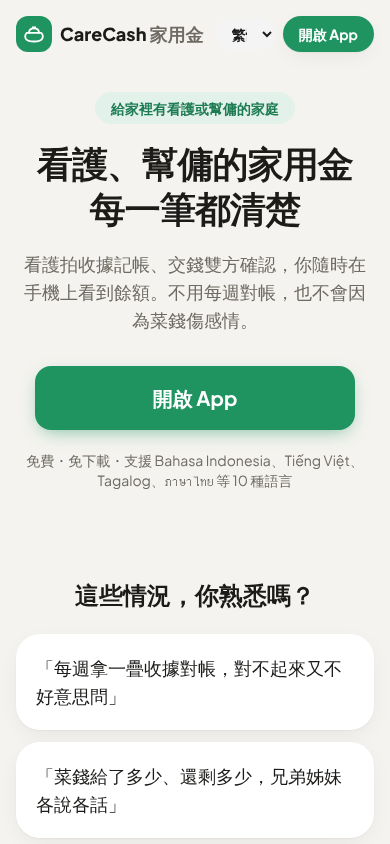 CareCash 家用金
繁
開啟 App
給家裡有看護或幫傭的家庭
看護、幫傭的家用金
每一筆都清楚
看護拍收據記帳、交錢雙方確認，你隨時在
手機上看到餘額。不用每週對帳，也不會因
為菜錢傷感情。
開啟 App
免費・免下載・支援 Bahasa Indonesia、Tiếng Việt、
Tagalog、ภาษาไทย 等 10 種語言
這些情況，你熟悉嗎？
「每週拿一疊收據對帳，對不起來又不
好意思問」
「菜錢給了多少、還剩多少，兄弟姊妹
各說各話」